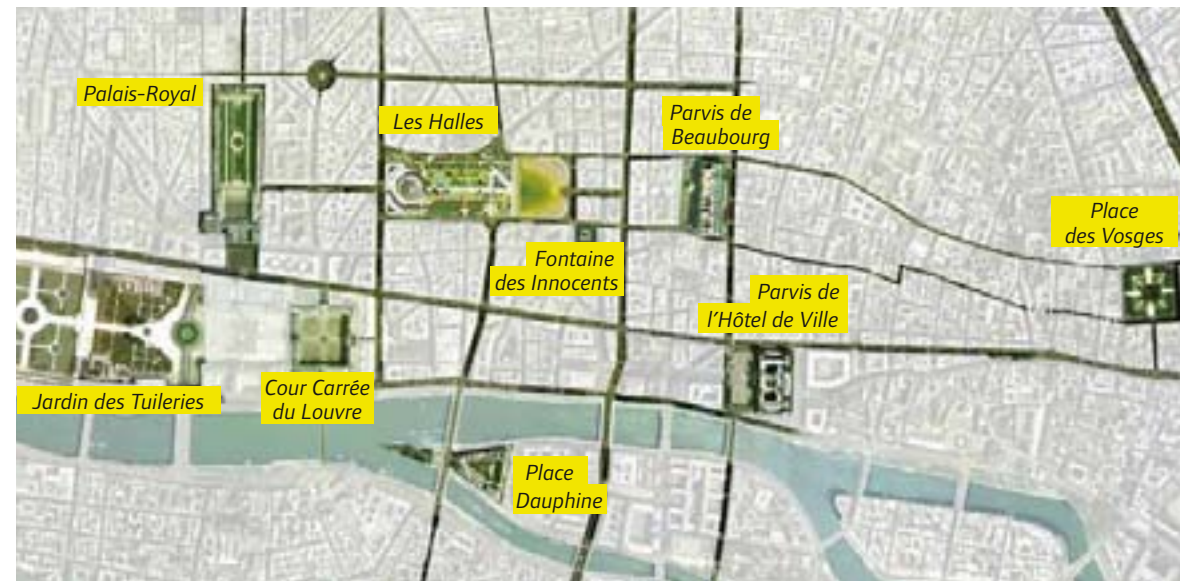 Palais-Royal
Les Halles
Parvis de
Beaubourg
Place
des Vosges
Fontaine
des Innocents
Parvis de
l'Hôtel de Ville
Jardin des Tuileries
Cour Carrée
du Louvre
Place
Dauphine